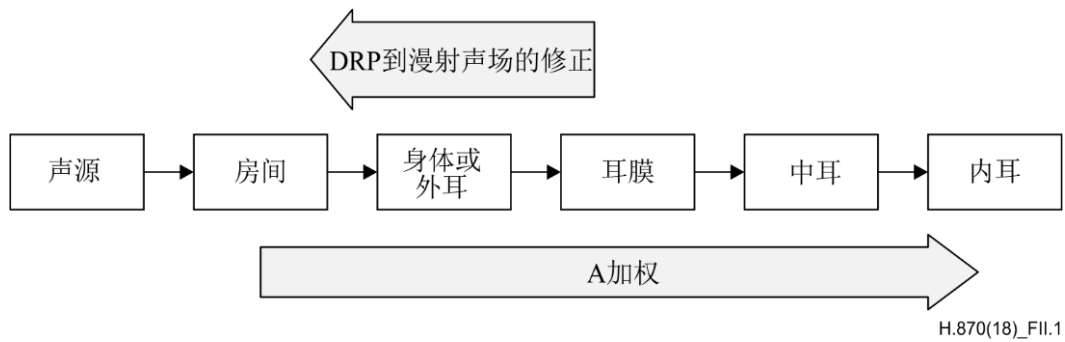 DRP到漫射声场的修正
声源
房间
身体或
外耳
耳膜
中耳
内耳
A加权
H.870(18)_FII.1